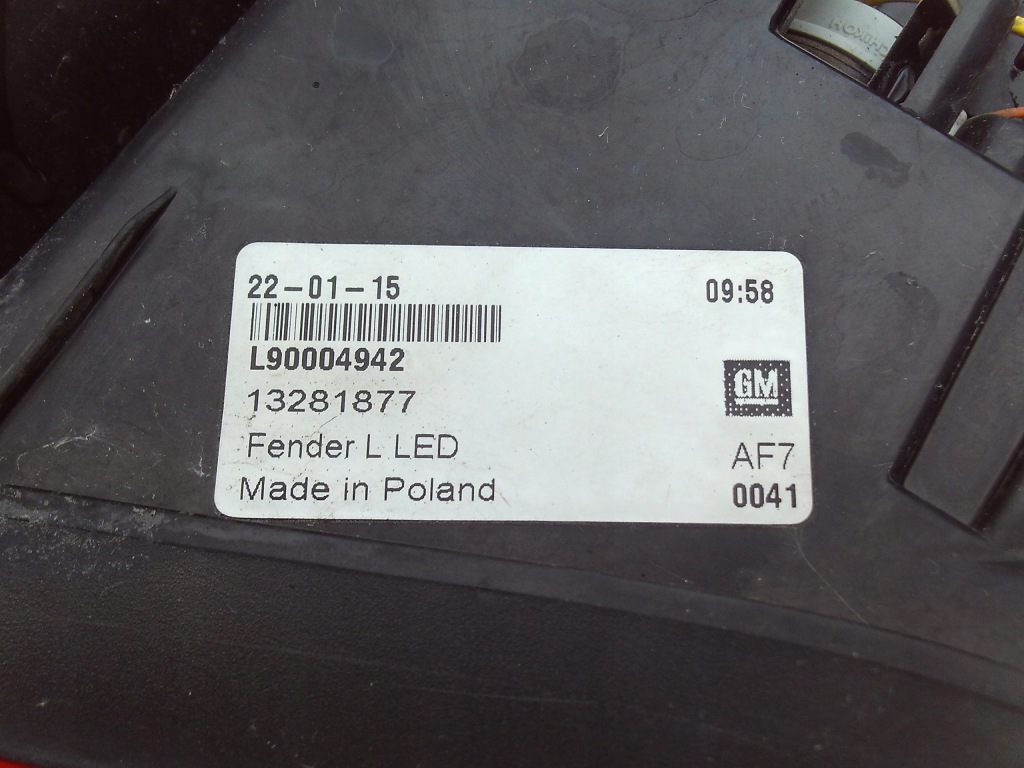 22-01-15 09:58
L90004942
13281877
GM
Fender L LED AF7
Made in Poland 0041